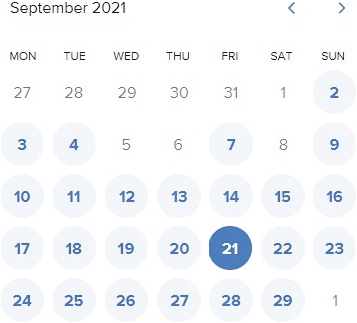 September 2021
MON TUE WED THU FRI SAT SUN
27 28 29 30 31 1 2
3 4 5 6 7 8 9
10 11 12 13 14 15 16
17 18 19 20 21 22 23
24 25 26 27 28 29 1